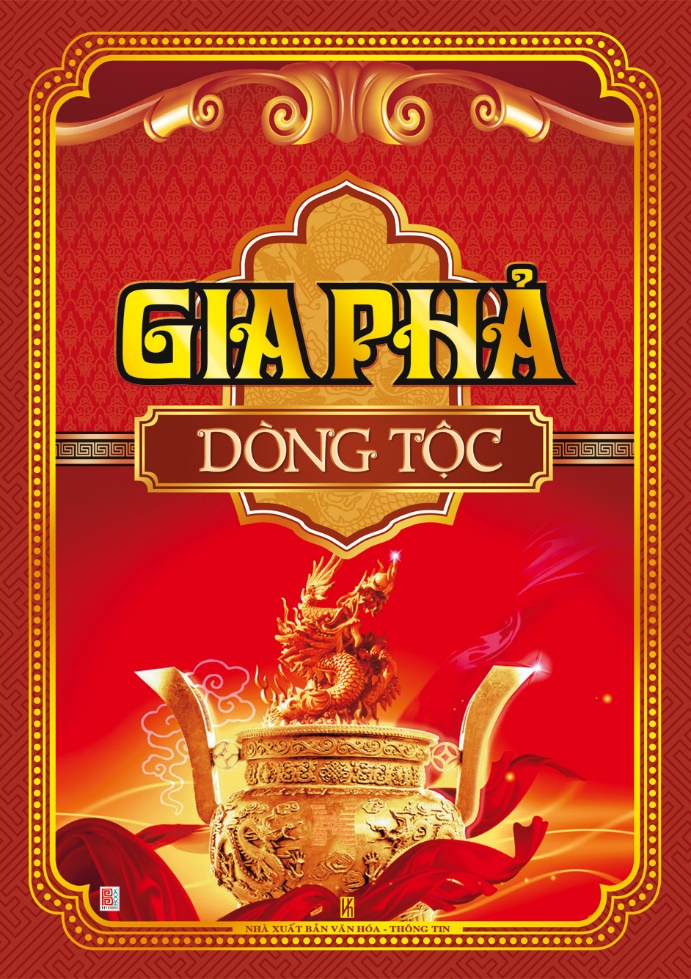 GIA PHẢ
DÒNG TỘC
NHÀ XUẤT BẢN VĂN HÓA - THÔNG TIN